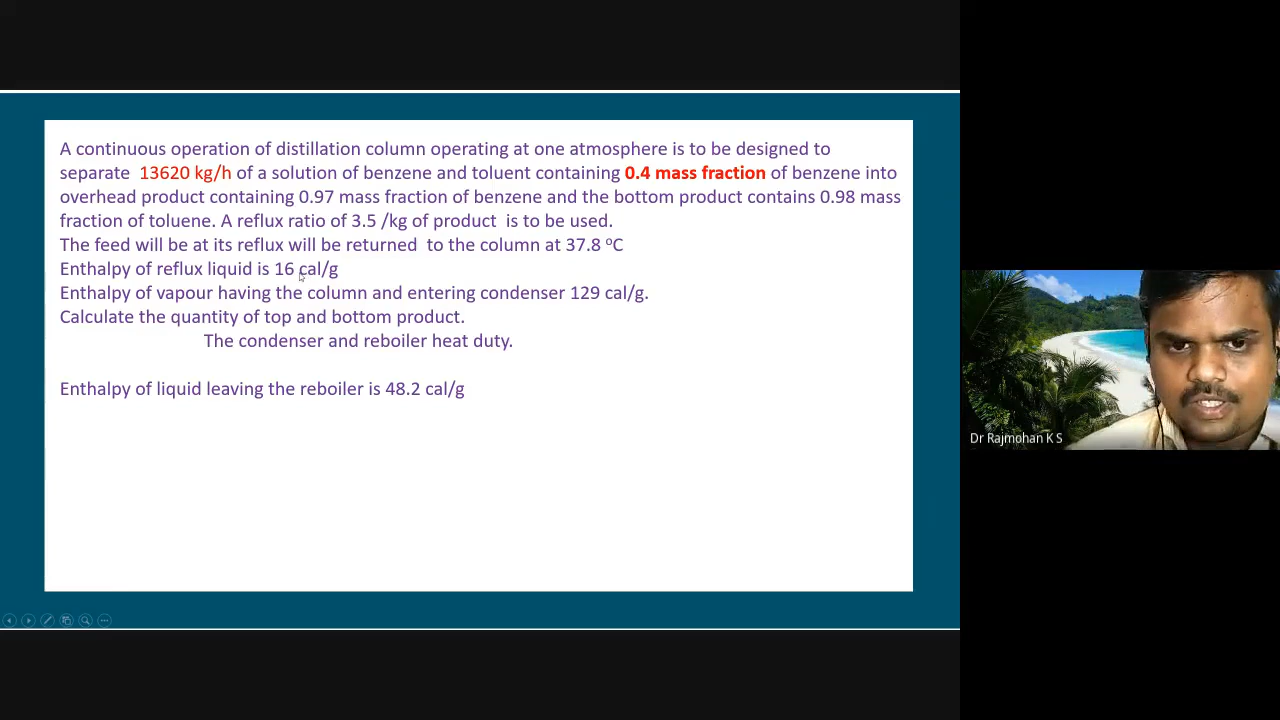 A continuous operation of distillation column operating at one atmosphere is to be designed to
separate 13620 kg/h of a solution of benzene and toluent containing 0.4 mass fraction of benzene into
overhead product containing 0.97 mass fraction of benzene and the bottom product contains 0.98 mass
fraction of toluene. A reflux ratio of 3.5 /kg of product is to be used.
The feed will be at its reflux will be returned to the column at 37.8 ºC
Enthalpy of reflux liquid is 16 cal/g
Enthalpy of vapour having the column and entering condenser 129 cal/g.
Calculate the quantity of top and bottom product.
The condenser and reboiler heat duty.
Enthalpy of liquid leaving the reboiler is 48.2 cal/g
Dr Rajmohan K S